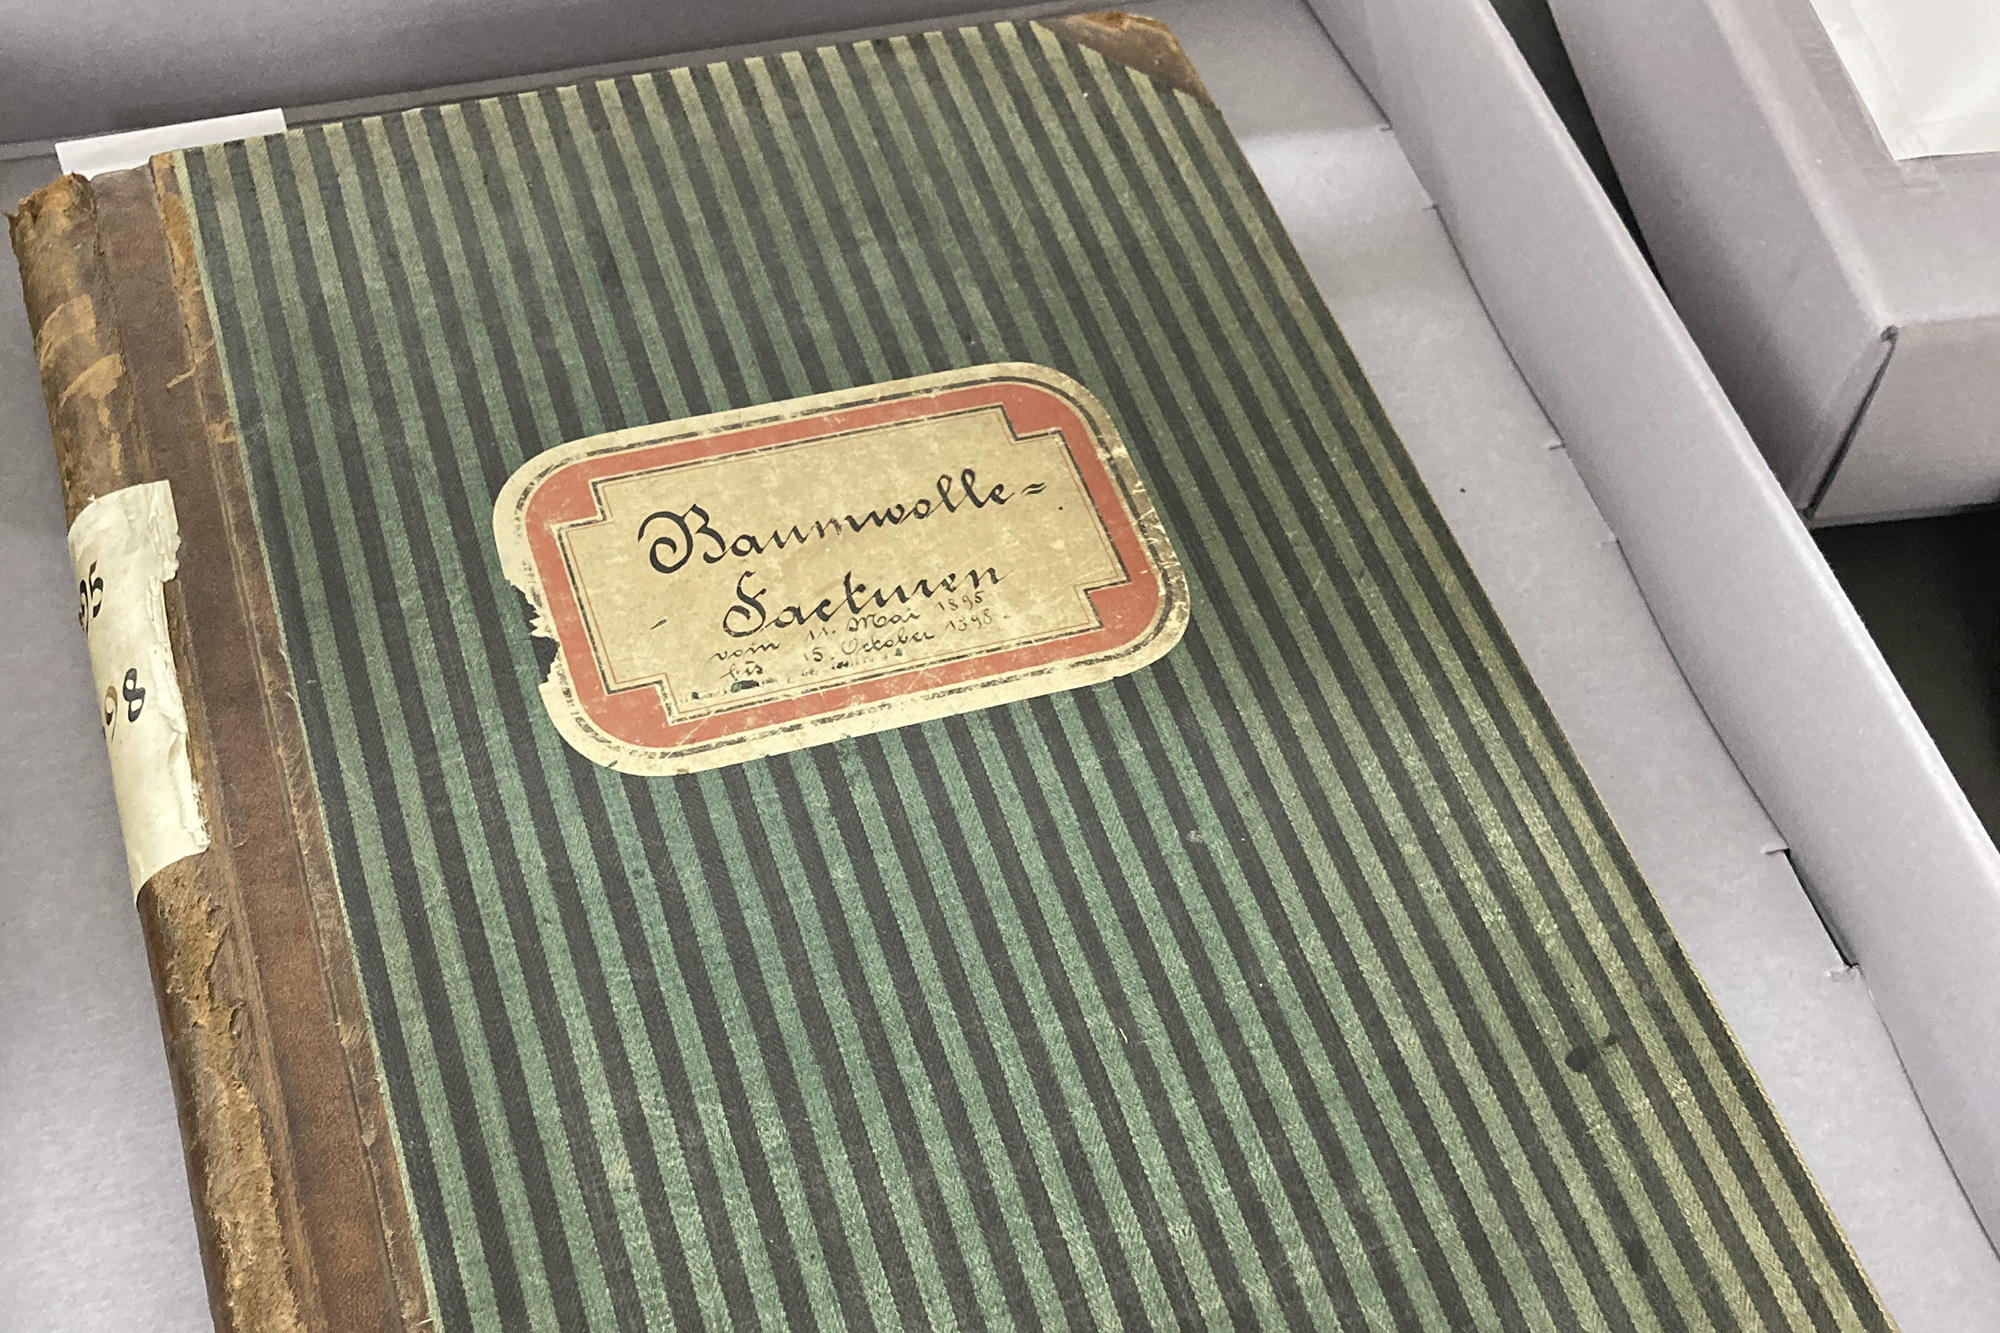 Baumwolle=
Facturen
vom 11. Mai 1895
bis 15. October 1898.
95
98